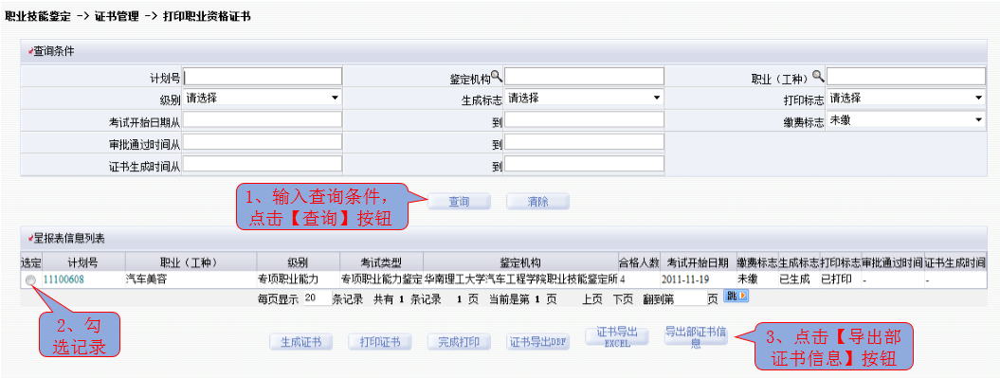 职业技能鉴定 -> 证书管理 -> 打印职业资格证书
查询条件
计划号 鉴定机构 职业（工种）
级别 请选择 生成标志 请选择 打印标志 请选择
考试开始日期从 到 缴费标志 未缴
审批通过时间从 到
证书生成时间从 到
1、输入查询条件，
点击【查询】按钮
查询 清除
呈报表信息列表
选定 计划号 职业（工种） 级别 考试类型 鉴定机构 合格人数 考试开始日期 缴费标志 生成标志 打印标志 审批通过时间 证书生成时间
11100608 汽车美容 专项职业能力 专项职业能力鉴定 华南理工大学汽车工程学院职业技能鉴定所 4 2011-11-19 未缴 已生成 已打印 - -
每页显示 20 条记录 共有 1 条记录 1 页 当前是第 1 页 上页 下页 翻到第 页 跳
2、勾
选记录
生成证书 打印证书 完成打印 证书导出DBF
证书导出
EXCEL
导出部证书信
息
3、点击【导出部
证书信息】按钮